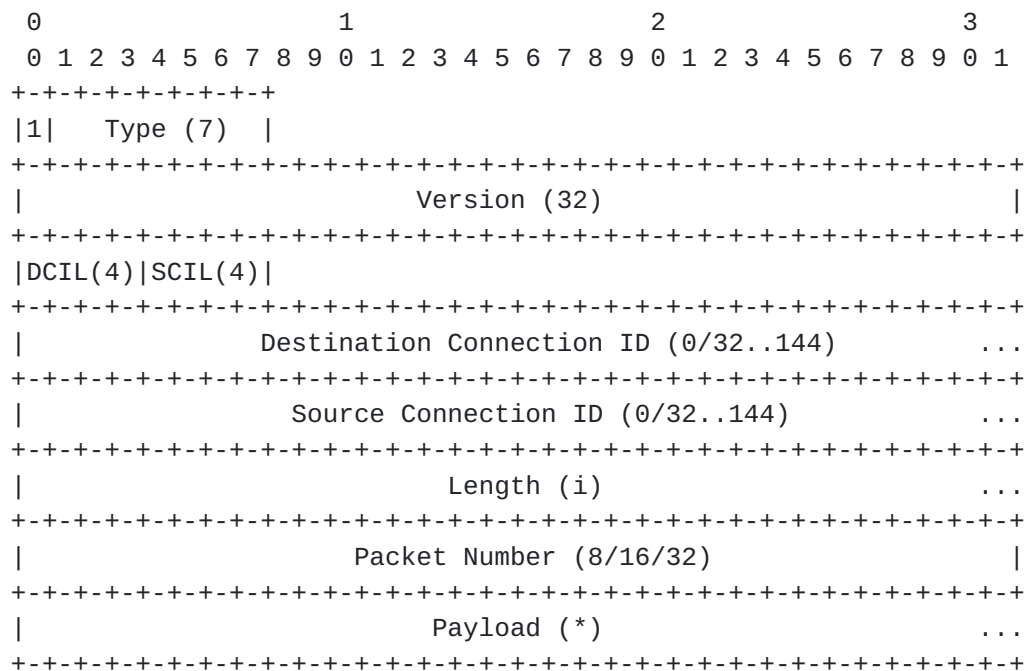 0                   1                   2                   3
 0 1 2 3 4 5 6 7 8 9 0 1 2 3 4 5 6 7 8 9 0 1 2 3 4 5 6 7 8 9 0 1
+-+-+-+-+-+-+-+-+
|1|   Type (7)  |
+-+-+-+-+-+-+-+-+-+-+-+-+-+-+-+-+-+-+-+-+-+-+-+-+-+-+-+-+-+-+-+-+
|                         Version (32)                          |
+-+-+-+-+-+-+-+-+-+-+-+-+-+-+-+-+-+-+-+-+-+-+-+-+-+-+-+-+-+-+-+-+
|DCIL(4)|SCIL(4)|
+-+-+-+-+-+-+-+-+-+-+-+-+-+-+-+-+-+-+-+-+-+-+-+-+-+-+-+-+-+-+-+-+
|               Destination Connection ID (0/32..144)         ...
+-+-+-+-+-+-+-+-+-+-+-+-+-+-+-+-+-+-+-+-+-+-+-+-+-+-+-+-+-+-+-+-+
|                 Source Connection ID (0/32..144)            ...
+-+-+-+-+-+-+-+-+-+-+-+-+-+-+-+-+-+-+-+-+-+-+-+-+-+-+-+-+-+-+-+-+
|                           Length (i)                        ...
+-+-+-+-+-+-+-+-+-+-+-+-+-+-+-+-+-+-+-+-+-+-+-+-+-+-+-+-+-+-+-+-+
|                     Packet Number (8/16/32)                   |
+-+-+-+-+-+-+-+-+-+-+-+-+-+-+-+-+-+-+-+-+-+-+-+-+-+-+-+-+-+-+-+-+
|                          Payload (*)                        ...
+-+-+-+-+-+-+-+-+-+-+-+-+-+-+-+-+-+-+-+-+-+-+-+-+-+-+-+-+-+-+-+-+